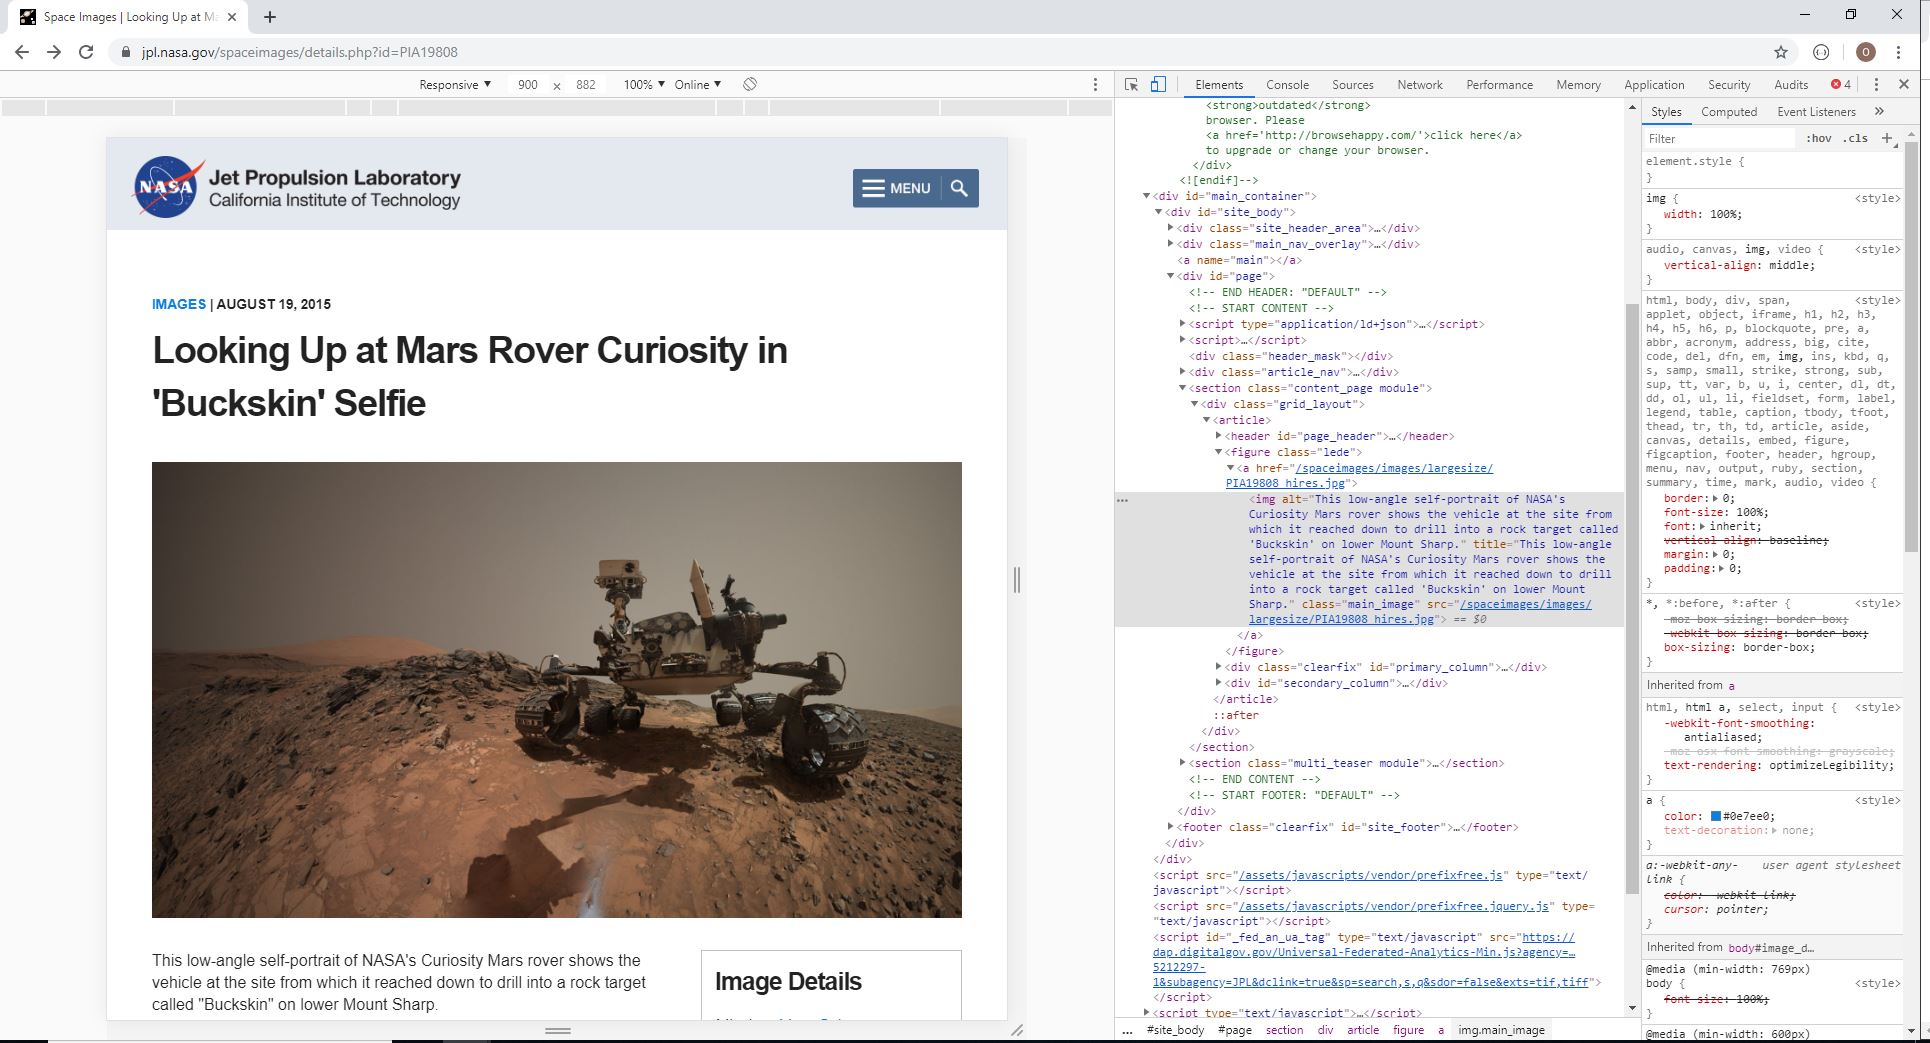 Space Images | Looking Up at Ma
jpl.nasa.gov/spaceimages/details.php?id=PIA19808
Responsive ▼ 900 x 882 100% ▼ Online ▼
NASA
Jet Propulsion Laboratory
California Institute of Technology
MENU
IMAGES | AUGUST 19, 2015
Looking Up at Mars Rover Curiosity in
'Buckskin' Selfie
This low-angle self-portrait of NASA's Curiosity Mars rover shows the
vehicle at the site from which it reached down to drill into a rock target
called "Buckskin" on lower Mount Sharp.
Image Details
Elements Console Sources Network Performance Memory Application Security Audits 4
<strong>outdated</strong>
browser. Please
<a href='http://browsehappy.com/'>click here</a>
to upgrade or change your browser.
</div>
<![endif]-->
<div id="main_container">
<div id="site_body">
<div class="site_header_area">…</div>
<div class="main_nav_overlay">…</div>
<a name="main"></a>
<div id="page">
<!-- END HEADER: "DEFAULT" -->
<!-- START CONTENT -->
<script type="application/ld+json">…</script>
<script>…</script>
<div class="header_mask"></div>
<div class="article_nav">…</div>
<section class="content_page module">
<div class="grid_layout">
<article>
<header id="page_header">…</header>
<figure class="lede">
<a href="/spaceimages/images/largesize/
PIA19808_hires.jpg">
<img alt="This low-angle self-portrait of NASA's
Curiosity Mars rover shows the vehicle at the site from
which it reached down to drill into a rock target called
'Buckskin' on lower Mount Sharp." title="This low-angle
self-portrait of NASA's Curiosity Mars rover shows the
vehicle at the site from which it reached down to drill
into a rock target called 'Buckskin' on lower Mount
Sharp." class="main_image" src="/spaceimages/images/
largesize/PIA19808_hires.jpg"> == $0
</a>
</figure>
<div class="clearfix" id="primary_column">…</div>
<div id="secondary_column">…</div>
</article>
::after
</div>
</section>
<section class="multi_teaser module">…</section>
<!-- END CONTENT -->
<!-- START FOOTER: "DEFAULT" -->
</div>
<footer class="clearfix" id="site_footer">…</footer>
</div>
</div>
<script src="/assets/javascripts/vendor/prefixfree.js" type="text/
javascript"></script>
<script src="/assets/javascripts/vendor/prefixfree.jquery.js" type=
"text/javascript"></script>
<script id="_fed_an_ua_tag" type="text/javascript" src="https://
dap.digitalgov.gov/Universal-Federated-Analytics-Min.js?agency=…
5212297-
1&subagency=JPL&dclink=true&sp=search,s,q&sdor=false&exts=tif,tiff">
</script>
<script type="text/javascript">…</script>
... #site_body #page section div article figure a img.main_image
Styles Computed Event Listeners »
Filter :hov .cls +
element.style {
}
img { <style>
width: 100%;
}
audio, canvas, img, video { <style>
vertical-align: middle;
}
html, body, div, span, <style>
applet, object, iframe, h1, h2, h3,
h4, h5, h6, p, blockquote, pre, a,
abbr, acronym, address, big, cite,
code, del, dfn, em, img, ins, kbd, q,
s, samp, small, strike, strong, sub,
sup, tt, var, b, u, i, center, dl, dt,
dd, ol, ul, li, fieldset, form, label,
legend, table, caption, tbody, tfoot,
thead, tr, th, td, article, aside,
canvas, details, embed, figure,
figcaption, footer, header, hgroup,
menu, nav, output, ruby, section,
summary, time, mark, audio, video {
border: 0;
font-size: 100%;
font: inherit;
vertical-align: baseline;
margin: 0;
padding: 0;
}
*, *:before, *:after { <style>
-moz-box-sizing: border-box;
-webkit-box-sizing: border-box;
box-sizing: border-box;
}
Inherited from a
html, html a, select, input { <style>
-webkit-font-smoothing:
antialiased;
-moz-osx-font-smoothing: grayscale;
text-rendering: optimizeLegibility;
}
a { <style>
color: #0e7ee0;
text-decoration: none;
}
a:-webkit-any- user agent stylesheet
link {
color: -webkit-link;
cursor: pointer;
}
Inherited from body#image_d…
@media (min-width: 769px)
body { <style>
font-size: 100%;
}
@media (min-width: 600px)